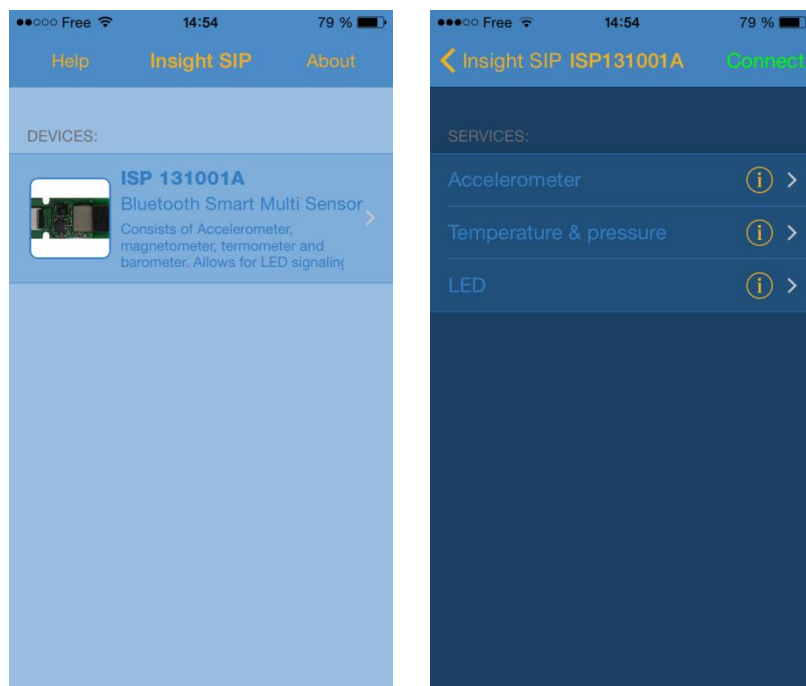 Free 14:54 79 %
Help Insight SIP About
DEVICES:
ISP 131001A
Bluetooth Smart Multi Sensor
Consists of Accelerometer,
magnetometer, termometer and
barometer. Allows for LED signaling
Free 14:54 79 %
Insight SIP ISP131001A Connect
SERVICES:
Accelerometer
Temperature & pressure
LED